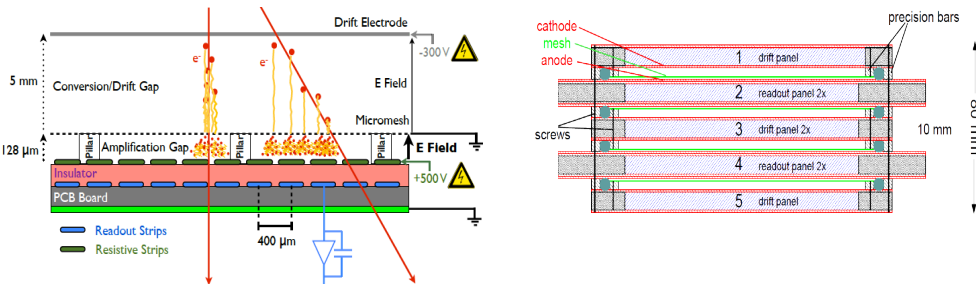 Drift Electrode
-300 V
5 mm
e-
e-
Conversion/Drift Gap
E Field
Micromesh
128 µm
Pillar
Amplification Gap
Pillar
Pillar
E Field
+500 V
Insulator
PCB Board
Readout Strips
Resistive Strips
400 µm
cathode
mesh
anode
precision bars
1 drift panel
2 readout panel 2x
3 drift panel 2x
4 readout panel 2x
5 drift panel
screws
10 mm